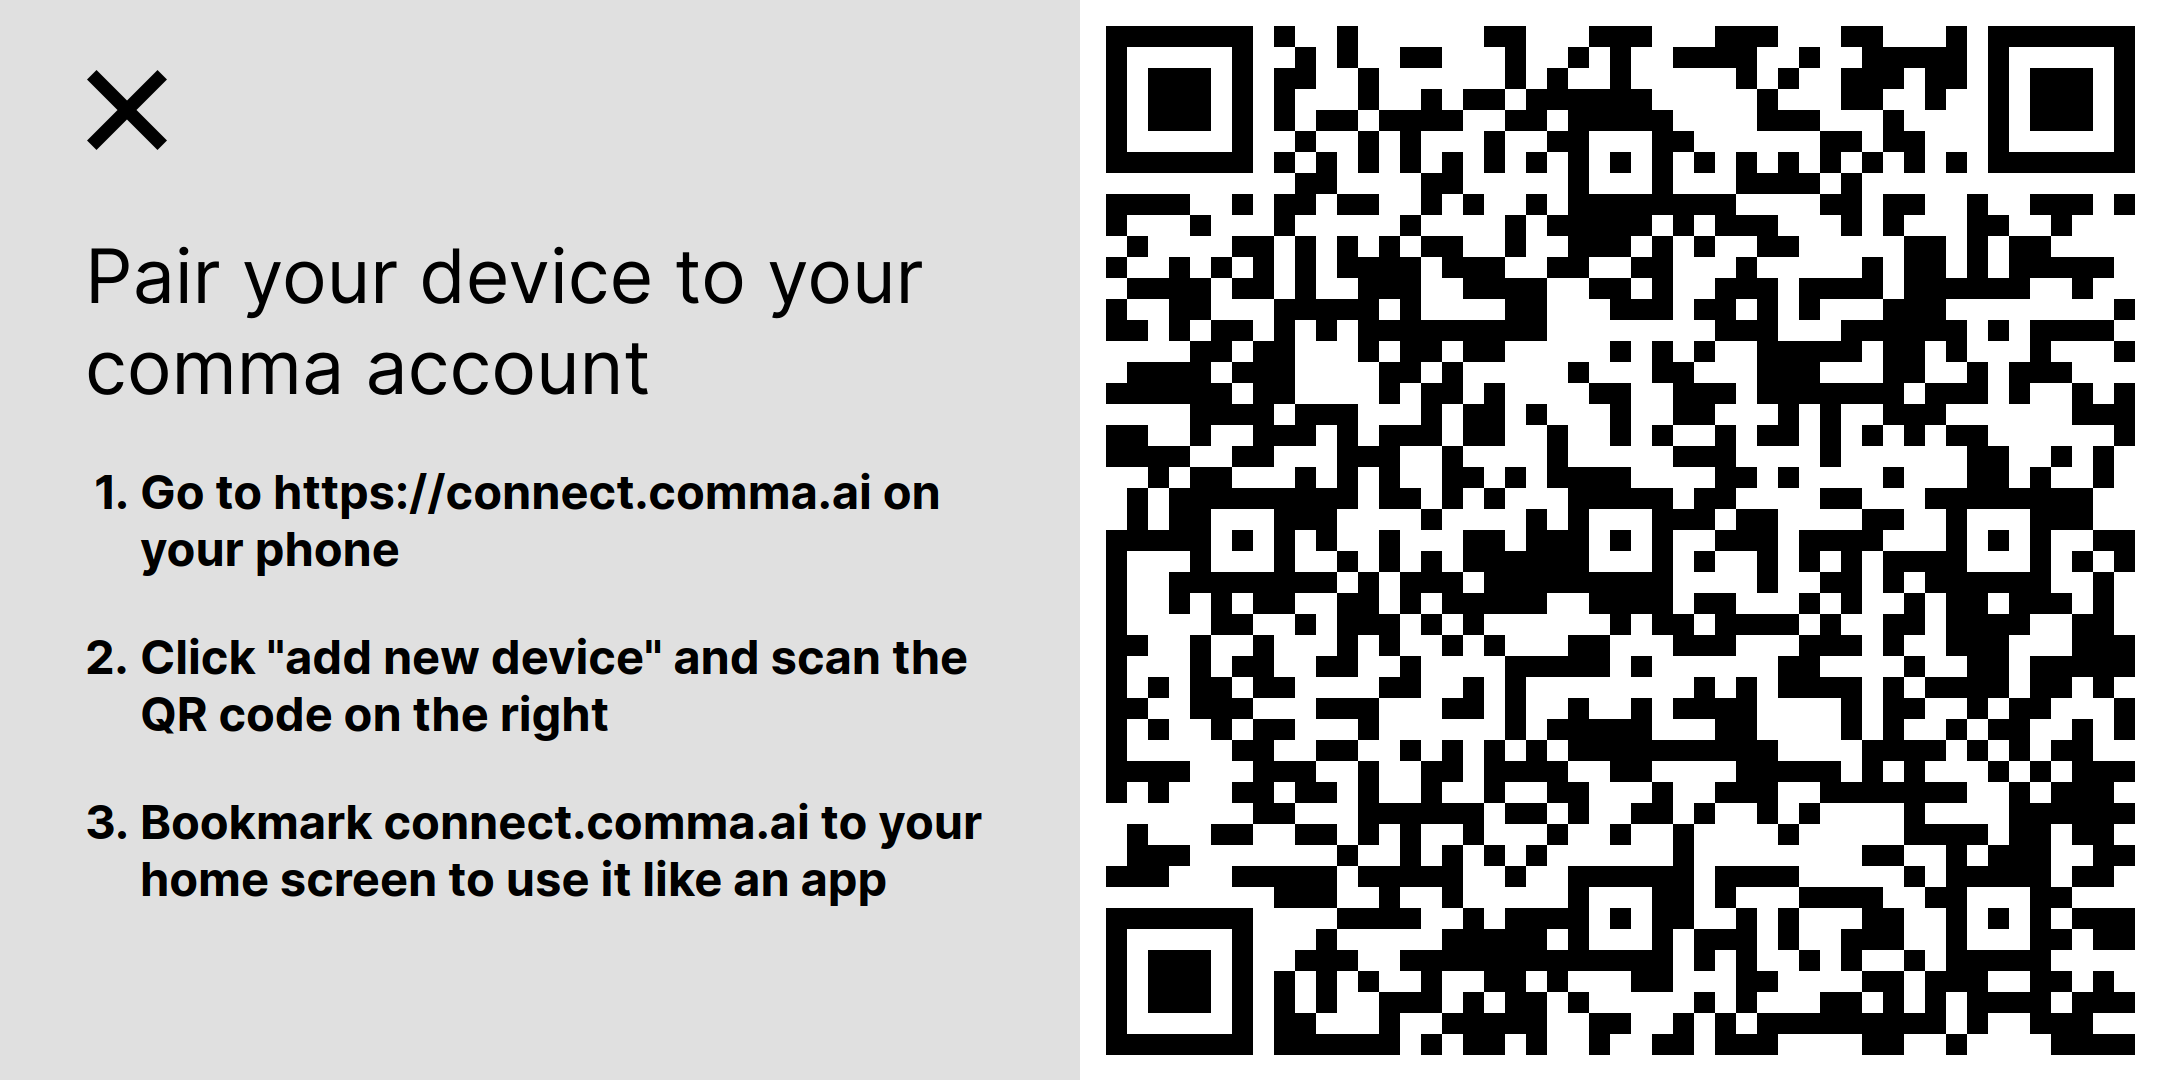 Pair your device to your
comma account
1. Go to https://connect.comma.ai on
your phone
2. Click "add new device" and scan the
QR code on the right
3. Bookmark connect.comma.ai to your
home screen to use it like an app